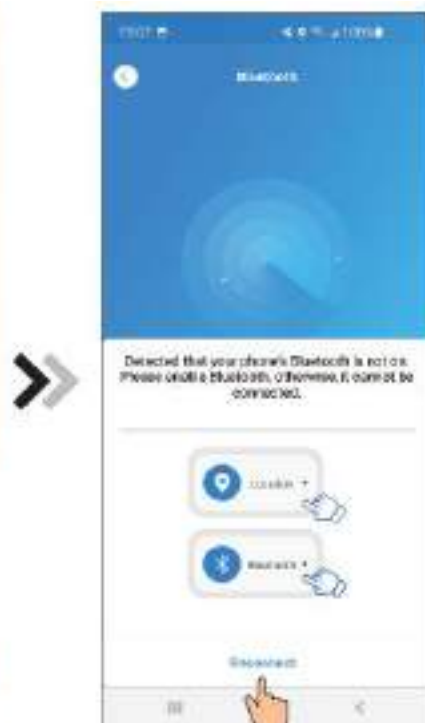 Bluetooth
Detected that your phone's Bluetooth is not on.
Please enable Bluetooth, otherwise, it cannot be
connected.
Location
Bluetooth
Reconnect